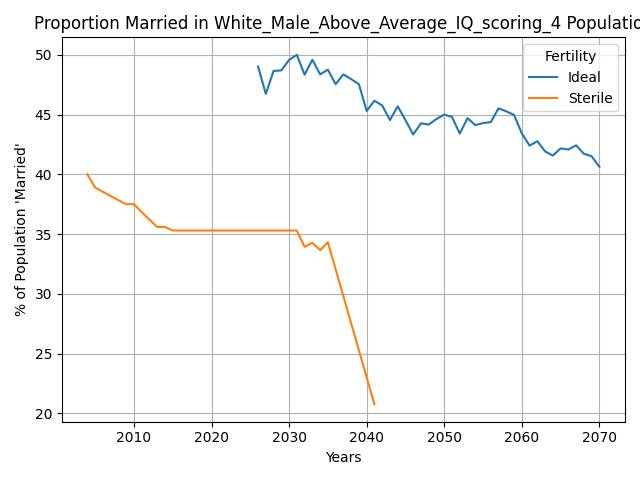 Proportion Married in White_Male_Above_Average_IQ_scoring_4 Populatio
Fertility
Ideal
Sterile
% of Population 'Married'
50
45
40
35
30
25
20
2010 2020 2030 2040 2050 2060 2070
Years